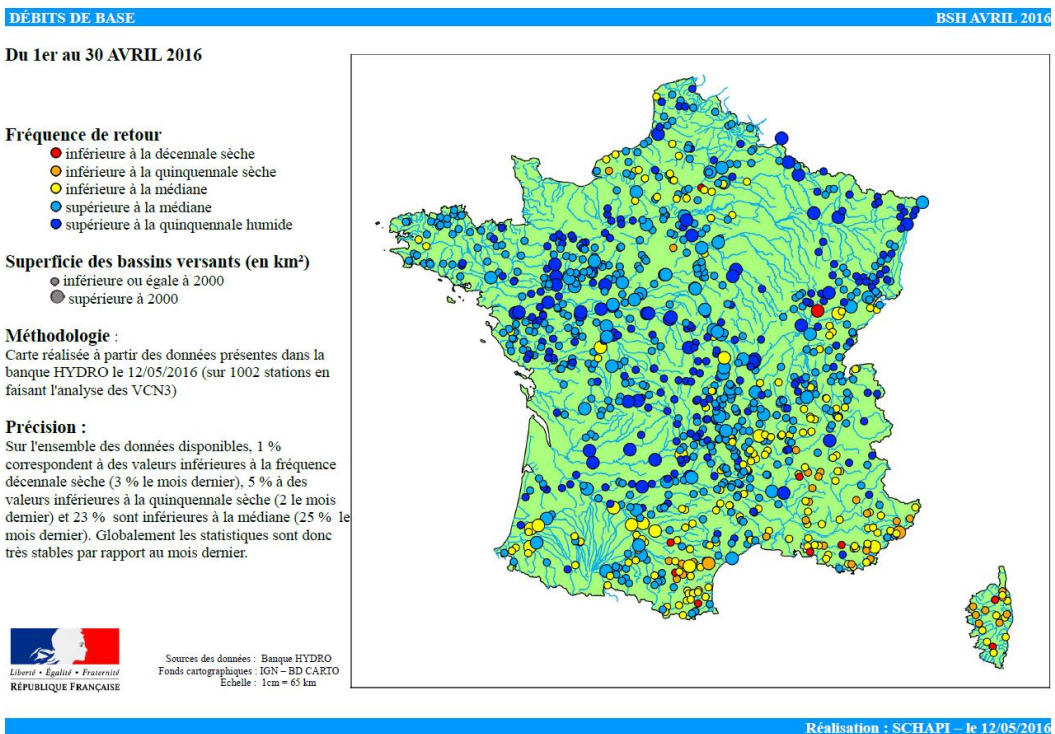 DÉBITS DE BASE
BSH AVRIL 2016
Du 1er au 30 AVRIL 2016
Fréquence de retour
inférieure à la décennale sèche
inférieure à la quinquennale sèche
inférieure à la médiane
supérieure à la médiane
supérieure à la quinquennale humide
Superficie des bassins versants (en km²)
inférieure ou égale à 2000
supérieure à 2000
Méthodologie :
Carte réalisée à partir des données présentes dans la
banque HYDRO le 12/05/2016 (sur 1002 stations en
faisant l'analyse des VCN3)
Précision :
Sur l'ensemble des données disponibles, 1 %
correspondent à des valeurs inférieures à la fréquence
décennale sèche (3 % le mois dernier), 5 % à des
valeurs inférieures à la quinquennale sèche (2 le mois
dernier) et 23 % sont inférieures à la médiane (25 % le
mois dernier). Globalement les statistiques sont donc
très stables par rapport au mois dernier.
Liberté • Égalité • Fraternité
RÉPUBLIQUE FRANÇAISE
Sources des données : Banque HYDRO
Fonds cartographiques : IGN – BD CARTO
Echelle : 1cm = 65 km
Réalisation : SCHAPI – le 12/05/2016